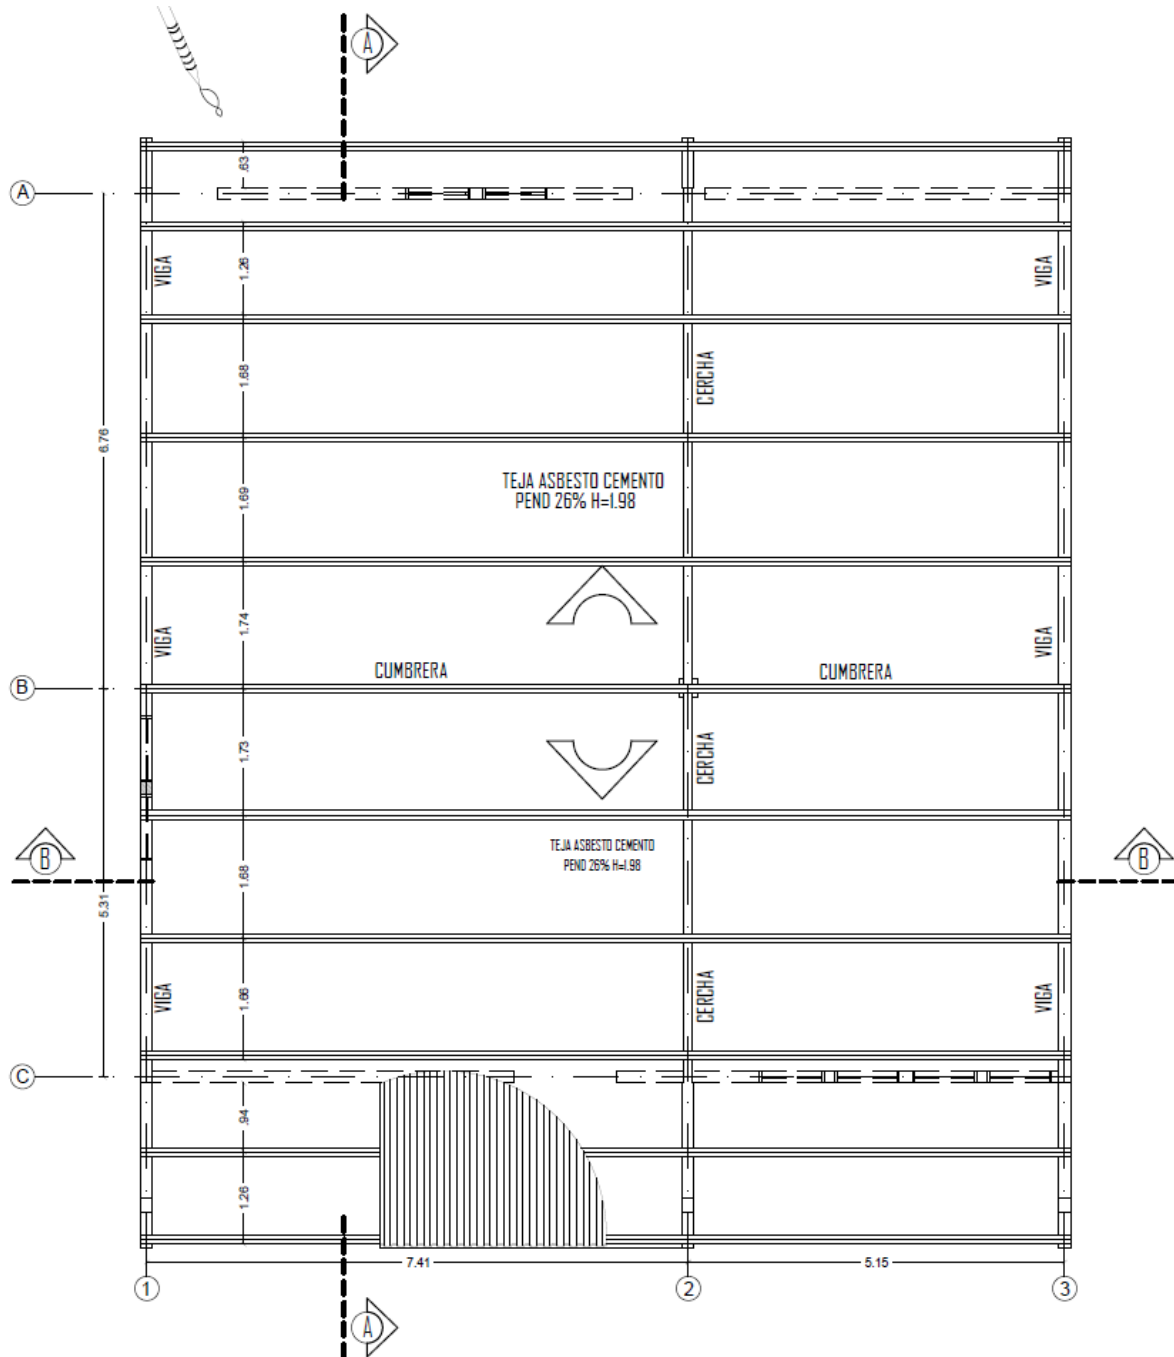 A
.63
A
1.26
VIGA
VIGA
1.68
CERCHA
6.76
1.69
TEJA ASBESTO CEMENTO
PEND 26% H=1.98
1.74
VIGA
VIGA
CUMBRERA
CUMBRERA
B
1.73
CERCHA
TEJA ASBESTO CEMENTO
PEND 26% H=1.98
B
B
1.68
5.31
VIGA
CERCHA
VIGA
1.66
C
.94
1.26
7.41
5.15
1
2
3
A